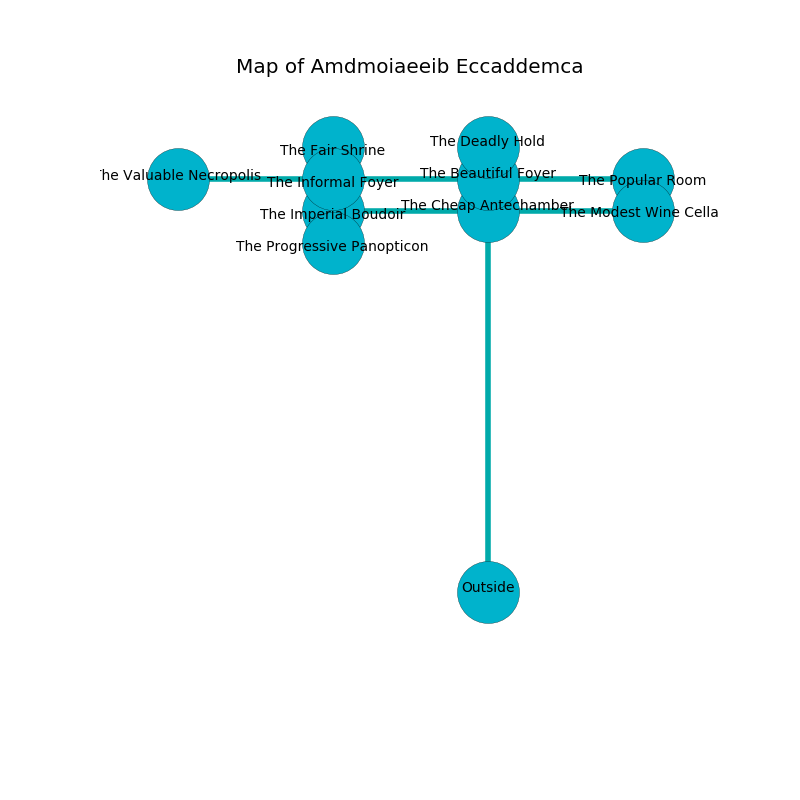 Map of Amdmoiaeeib Eccaddemca
The Deadly Hold
The Fair Shrine
The Beautiful Foyer
he Valuable Necropolis
The Popular Room
The Informal Foyer
The Cheap Antechamber
The Modest Wine Cella
The Imperial Boudoir
The Progressive Panopticon
Outside